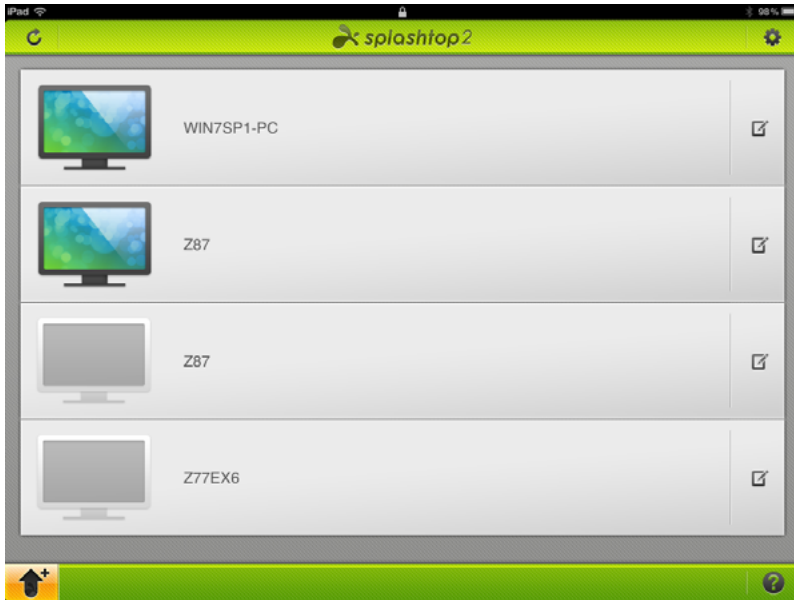 iPad 98%
splashtop2
WIN7SP1-PC
Z87
Z87
Z77EX6
+
?